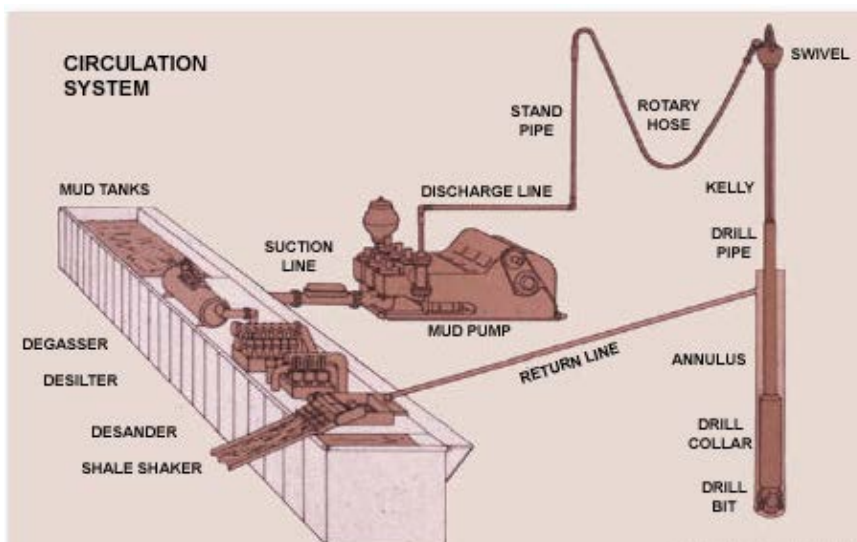 CIRCULATION
SYSTEM
SWIVEL
STAND
PIPE
ROTARY
HOSE
MUD TANKS
DISCHARGE LINE
KELLY
SUCTION
LINE
DRILL
PIPE
MUD PUMP
RETURN LINE
DEGASSER
ANNULUS
DESILTER
DESANDER
DRILL
COLLAR
SHALE SHAKER
DRILL
BIT